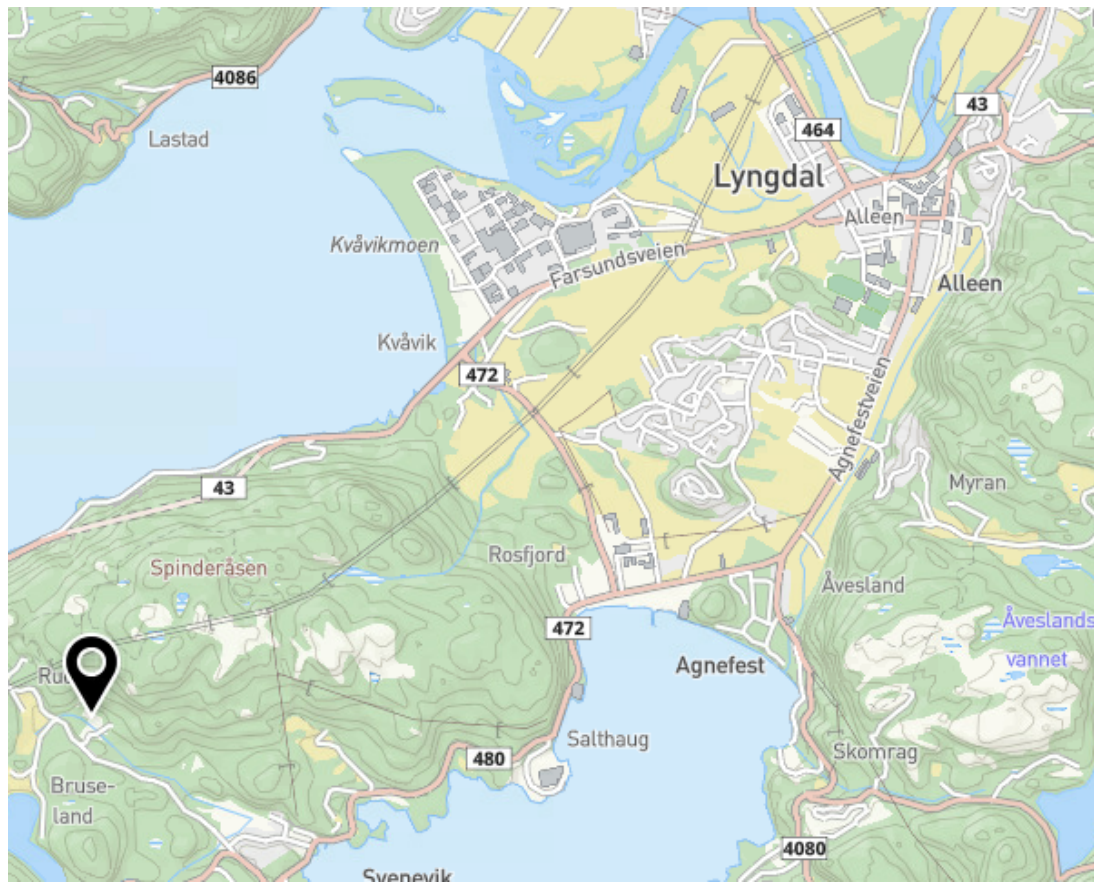 4086
43
Lastad
464
Lyngdal
Kvåvikmoen
Alleen
Farsundsveien
Alleen
Kvåvik
472
Agnefestveien
43
Myran
Rosfjord
Spinderåsen
Åvesland
Åveslands
vannet
472
Agnefest
Salthaug
480
Skomrag
Bruse-
land
4080
Svenevik